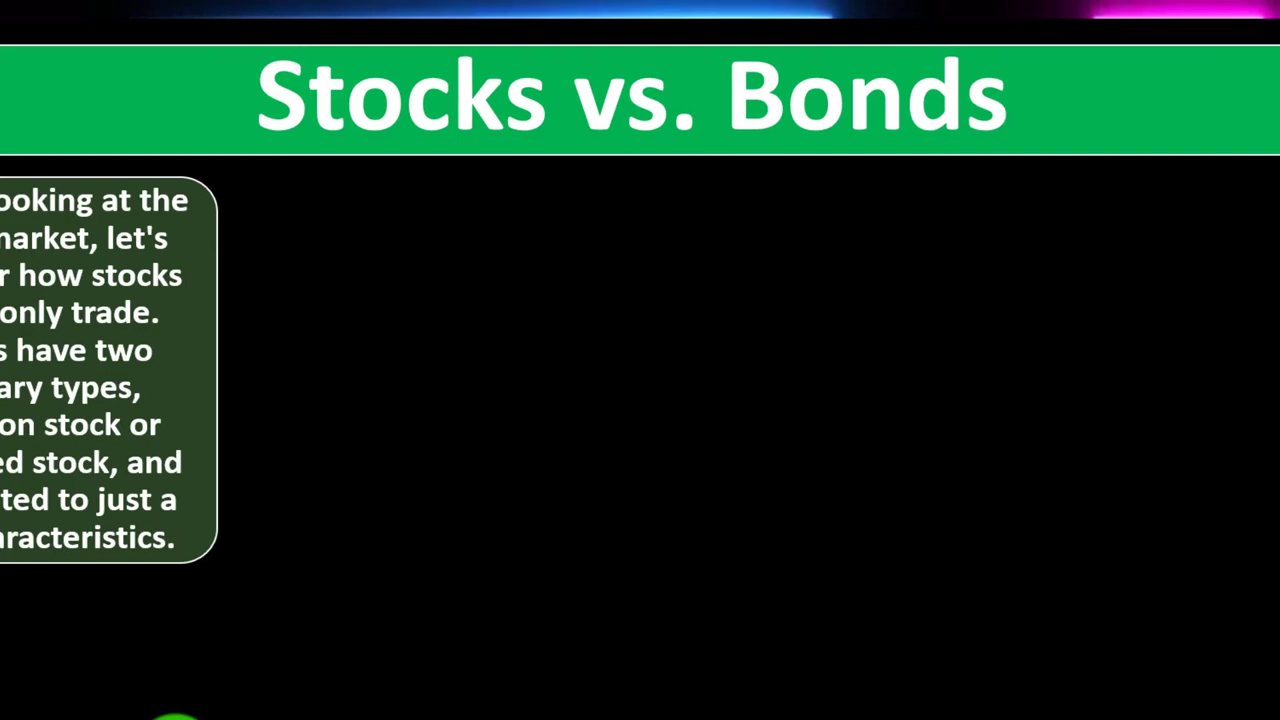 Stocks vs. Bonds
ooking at the
market, let's
r how stocks
only trade.
s have two
ary types,
on stock or
ed stock, and
ted to just a
aracteristics.